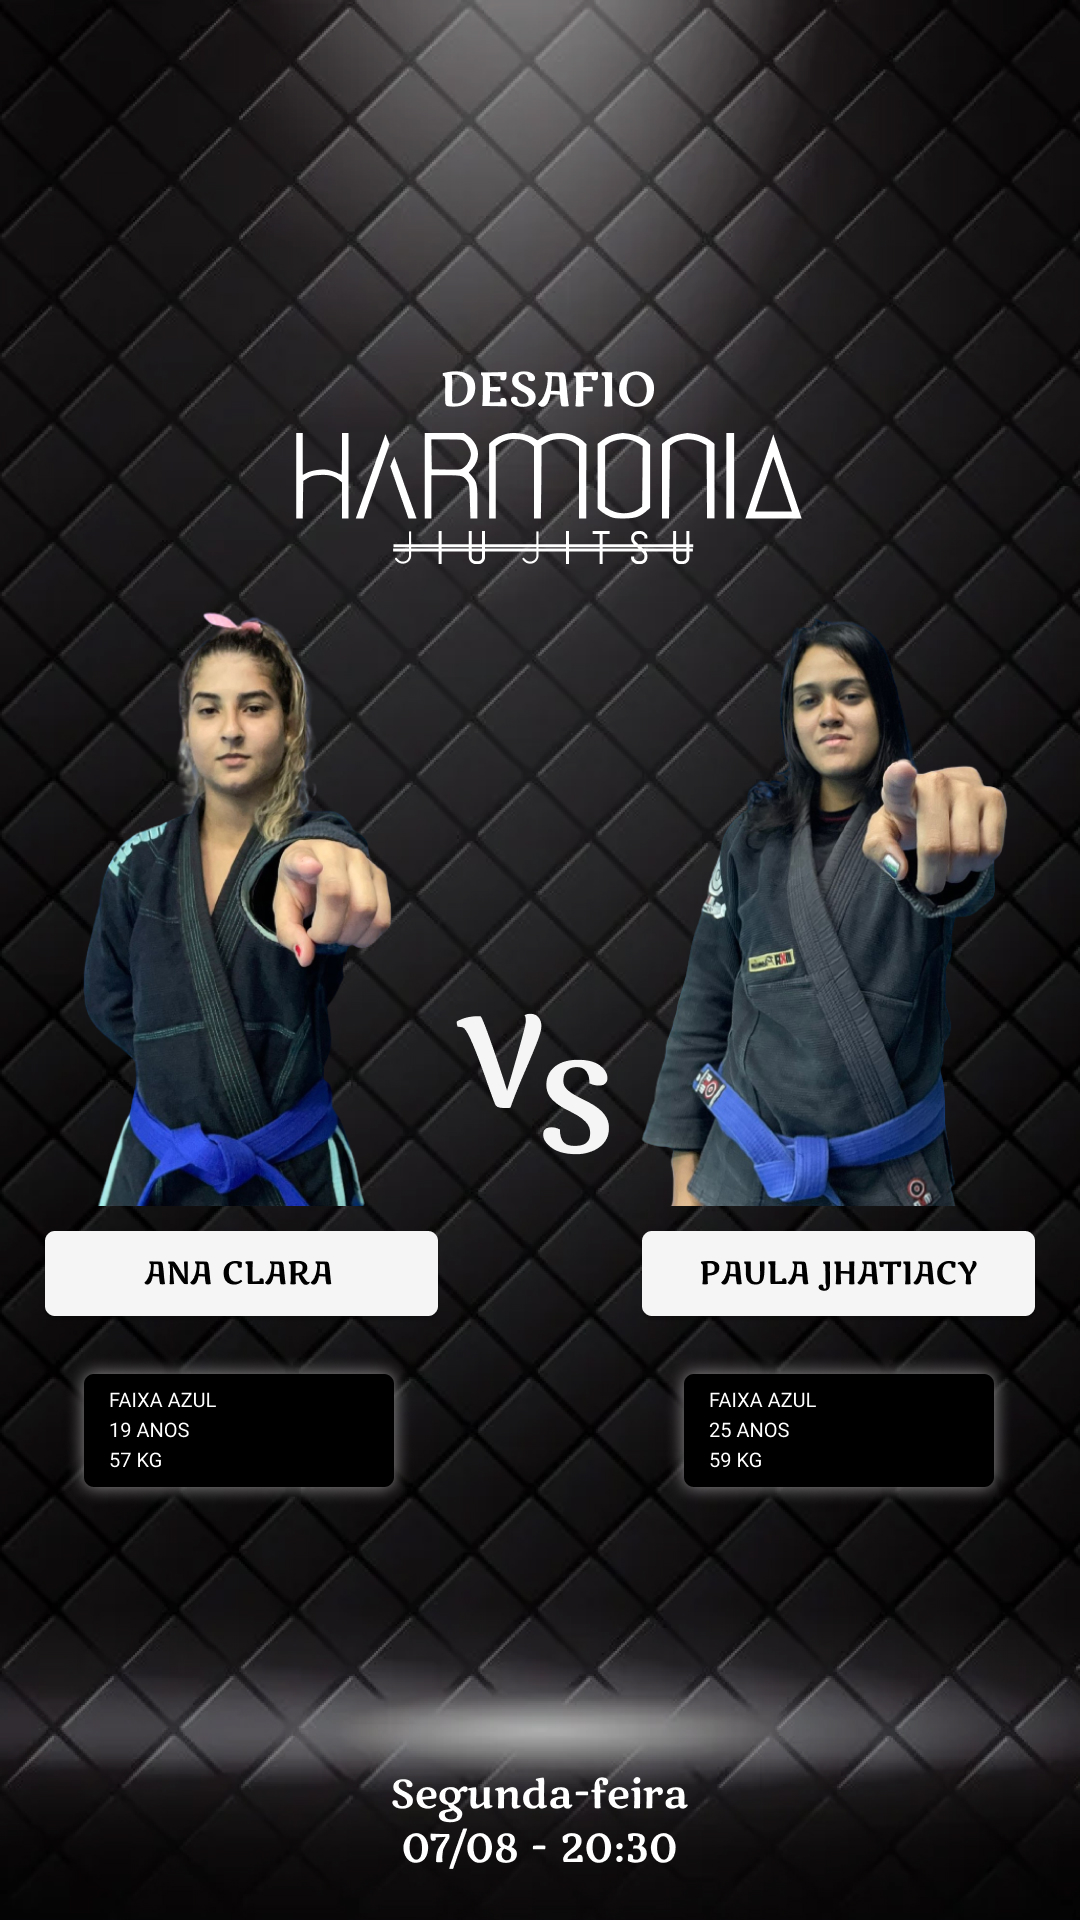 DESAFIO
HARMONIA
JIU JITSU
VS
ANA CLARA
PAULA JHATIACY
FAIXA AZUL
19 ANOS
57 KG
FAIXA AZUL
25 ANOS
59 KG
Segunda-feira
07/08 - 20:30